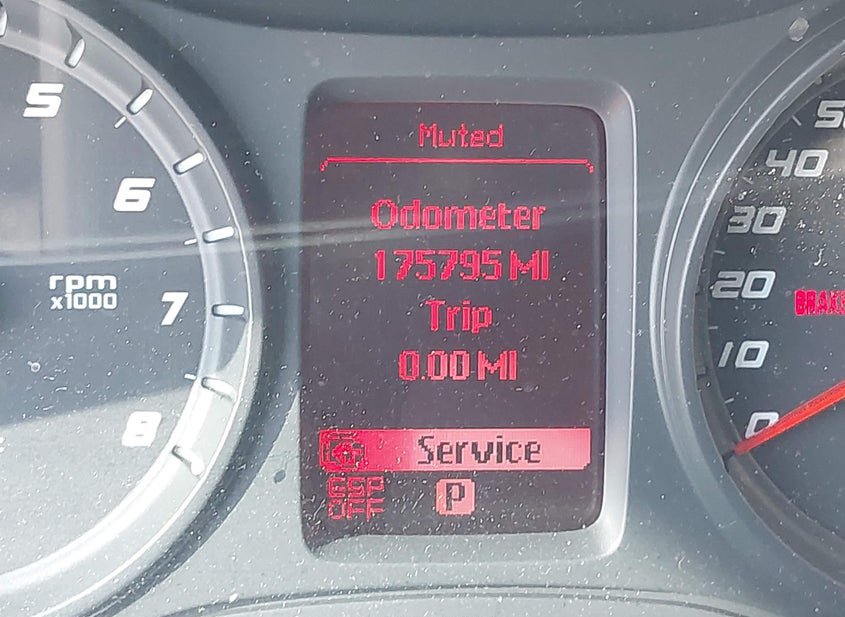 5
6
rpm
x1000
7
8
Muted
Odometer
175795 MI
Trip
0.00 MI
Service
ESP
OFF
P
40
30
20
10
0